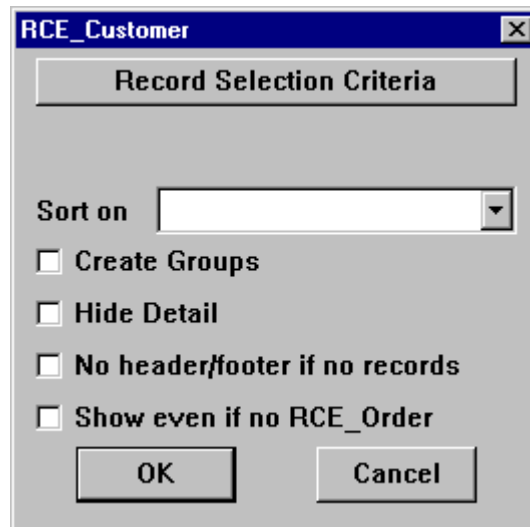 RCE_Customer
Record Selection Criteria
Sort on
Create Groups
Hide Detail
No header/footer if no records
Show even if no RCE_Order
OK Cancel